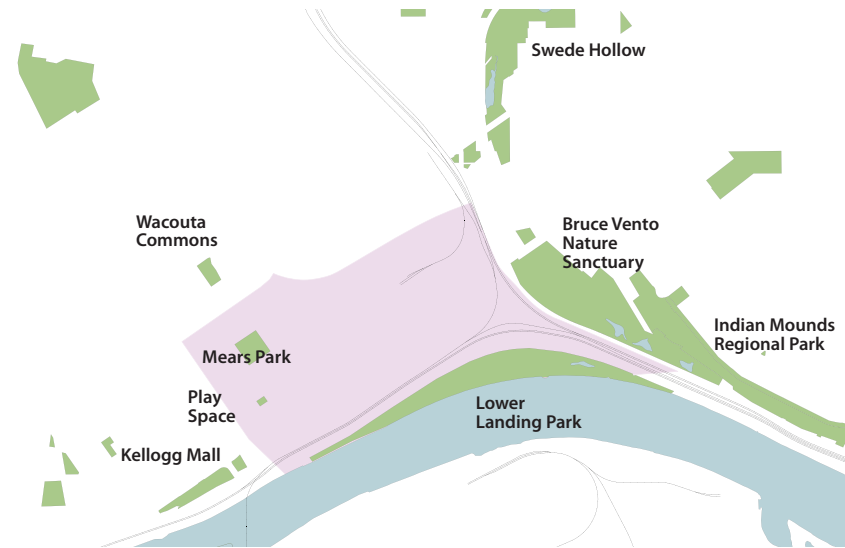 Swede Hollow
Wacouta
Commons
Bruce Vento
Nature
Sanctuary
Indian Mounds
Regional Park
Mears Park
Play
Space
Lower
Landing Park
Kellogg Mall